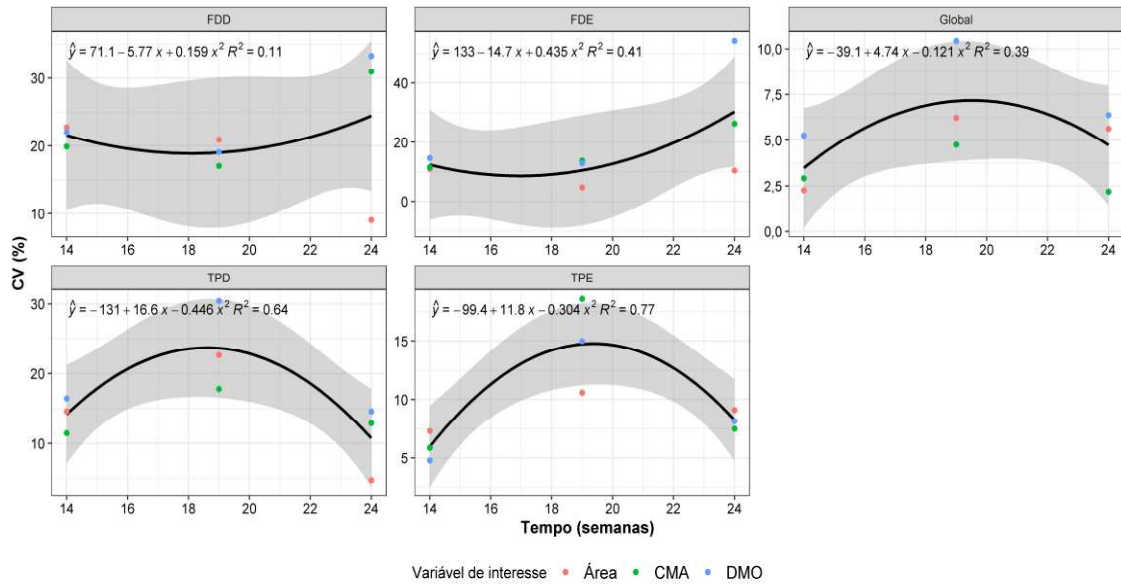 FDD
ŷ = 71.1 − 5.77 x + 0.159 x² R² = 0.11
30
20
10
14 16 18 20 22 24
FDE
ŷ = 133 − 14.7 x + 0.435 x² R² = 0.41
40
20
0
14 16 18 20 22 24
Global
ŷ = −39.1 + 4.74 x − 0.121 x² R² = 0.39
10,0
7,5
5,0
2,5
0,0
14 16 18 20 22 24
CV (%)
TPD
ŷ = −131 + 16.6 x − 0.446 x² R² = 0.64
30
20
10
14 16 18 20 22 24
TPE
ŷ = −99.4 + 11.8 x − 0.304 x² R² = 0.77
15
10
5
14 16 18 20 22 24
Tempo (semanas)
Variável de interesse Área CMA DMO